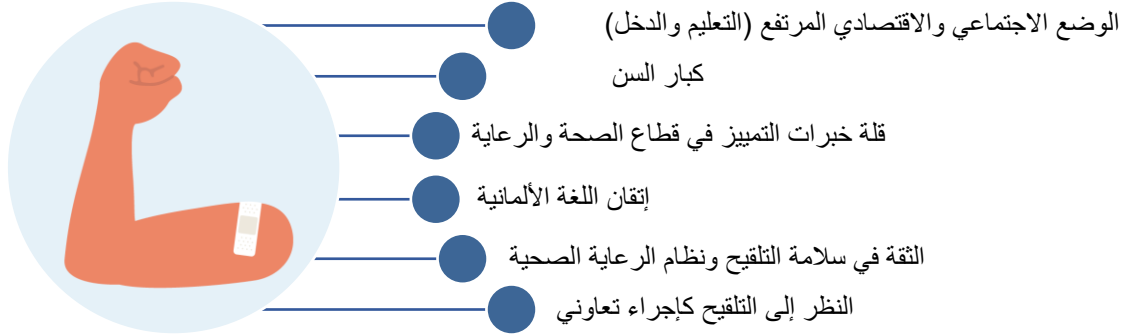 الوضع الاجتماعي والاقتصادي المرتفع (التعليم والدخل)
كبار السن
قلة خبرات التمييز في قطاع الصحة والرعاية
إتقان اللغة الألمانية
الثقة في سلامة التلقيح ونظام الرعاية الصحية
النظر إلى التلقيح كإجراء تعاوني